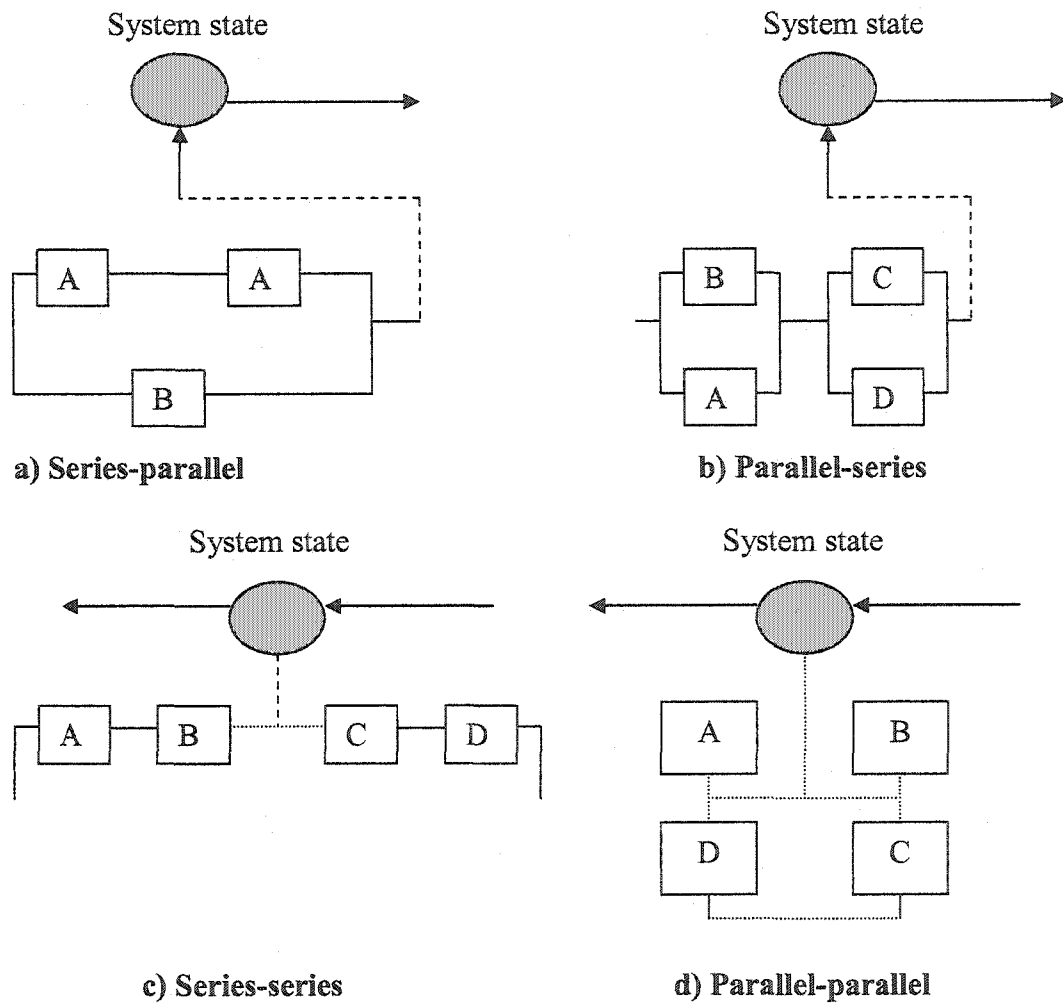 System state
System state
A
A
B
B
C
A
D
a) Series-parallel
b) Parallel-series
System state
System state
A
B
C
D
A
B
D
C
c) Series-series
d) Parallel-parallel